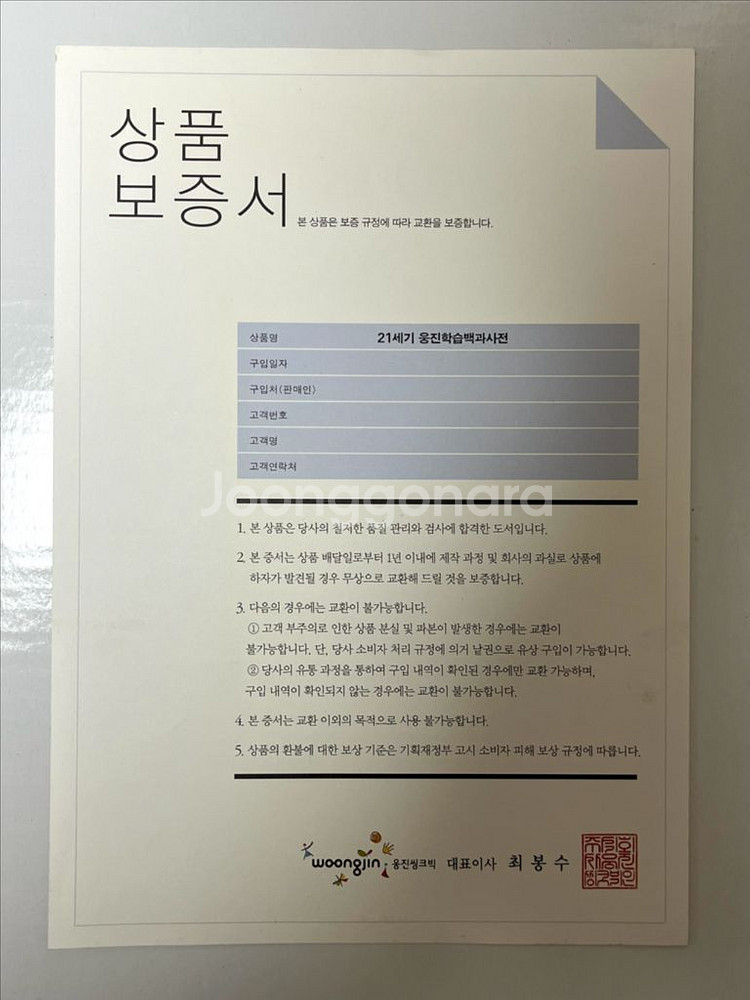 상품
보증서
본 상품은 보증 규정에 따라 교환을 보증합니다.
상품명 21세기 웅진학습백과사전
구입일자
구입처(판매인)
고객번호
고객명
고객연락처
Joonggonara
1. 본 상품은 당사의 철저한 품질 관리와 검사에 합격한 도서입니다.
2. 본 증서는 상품 배달일로부터 1년 이내에 제작 과정 및 회사의 과실로 상품에
하자가 발견될 경우 무상으로 교환해 드릴 것을 보증합니다.
3. 다음의 경우에는 교환이 불가능합니다.
① 고객 부주의로 인한 상품 분실 및 파본이 발생한 경우에는 교환이
불가능합니다. 단, 당사 소비자 처리 규정에 의거 낱권으로 유상 구입이 가능합니다.
② 당사의 유통 과정을 통하여 구입 내역이 확인된 경우에만 교환 가능하며,
구입 내역이 확인되지 않는 경우에는 교환이 불가능합니다.
4. 본 증서는 교환 이외의 목적으로 사용 불가능합니다.
5. 상품의 환불에 대한 보상 기준은 기획재정부 고시 소비자 피해 보상 규정에 따릅니다.
woongjin 웅진씽크빅 대표이사 최봉수